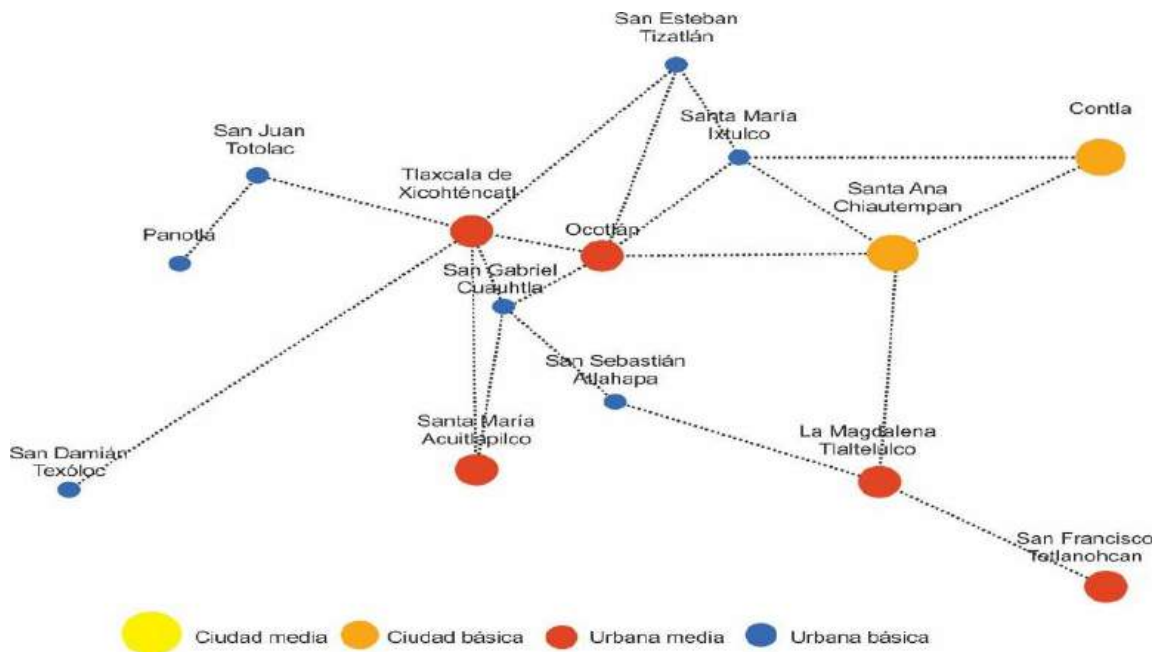 San Esteban
Tizatlán
Santa María
Ixtulco
Contla
San Juan
Totolac
Tlaxcala de
Xicohténcatl
Santa Ana
Chiautempan
Panotla
Ocotlán
San Gabriel
Cuauhtla
San Sebastián
Atlahapa
Santa María
Acuitlapilco
La Magdalena
Tlaltelulco
San Damián
Texóloc
San Francisco
Tetlanohcan
Ciudad media
Ciudad básica
Urbana media
Urbana básica